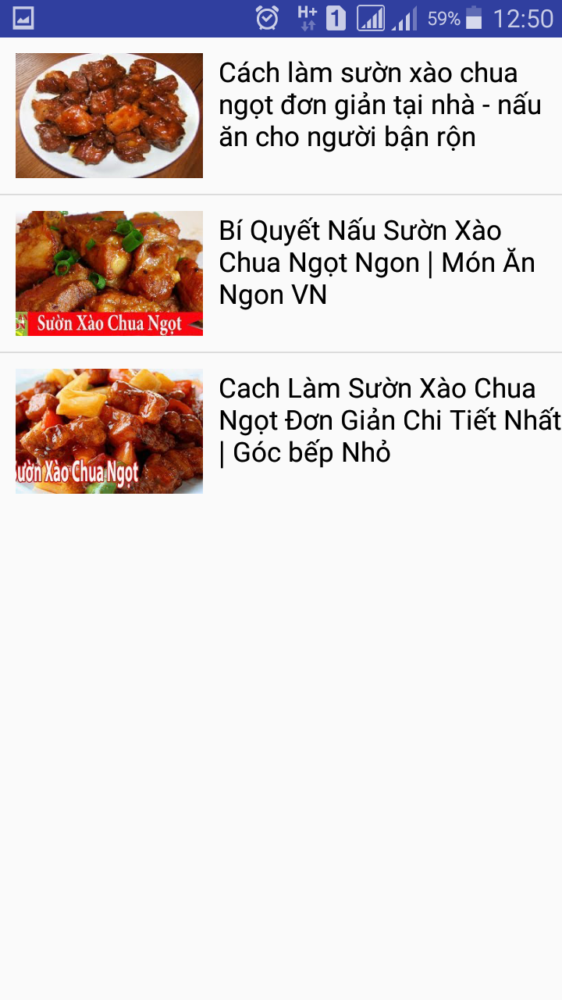 H+ 1 59% 12:50
Cách làm sườn xào chua
ngọt đơn giản tại nhà - nấu
ăn cho người bận rộn
Bí Quyết Nấu Sườn Xào
Chua Ngọt Ngon | Món Ăn
Ngon VN
Sườn Xào Chua Ngọt
Cach Làm Sườn Xào Chua
Ngọt Đơn Giản Chi Tiết Nhất
| Góc bếp Nhỏ
ườn Xào Chua Ngọt